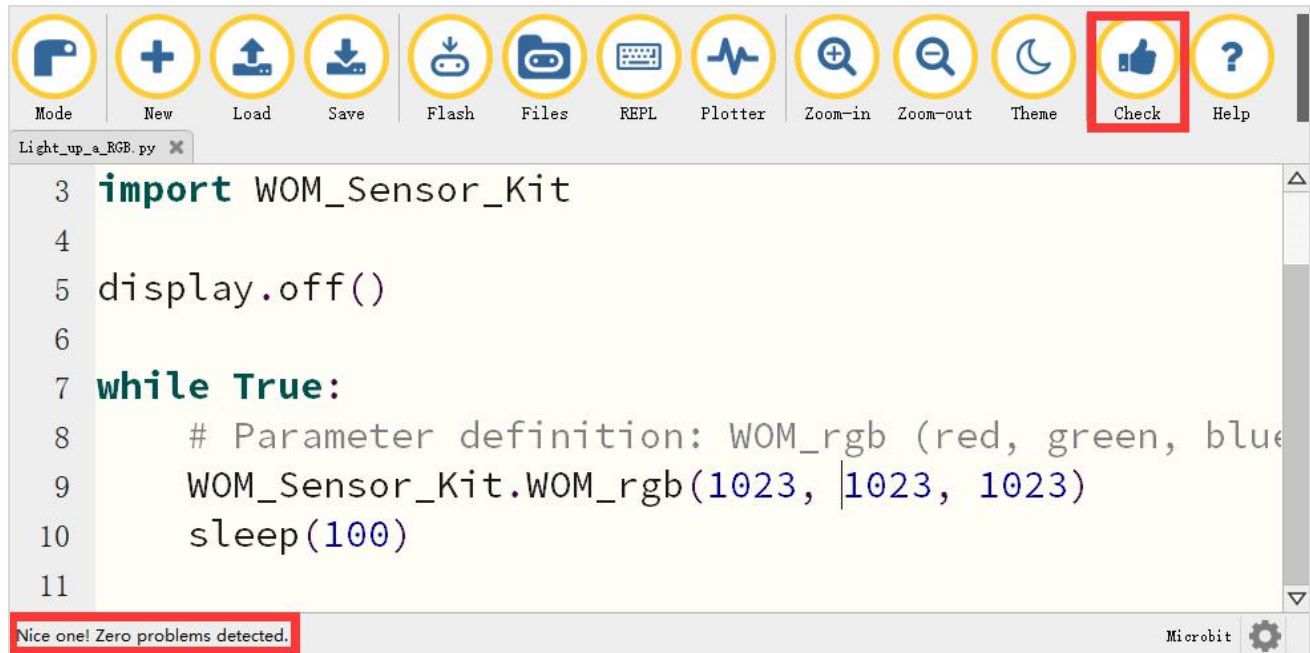 Mode New Load Save Flash Files REPL Plotter Zoom-in Zoom-out Theme Check Help
Light_up_a_RGB.py
3 import WOM_Sensor_Kit
4
5 display.off()
6
7 while True:
8 # Parameter definition: WOM_rgb (red, green, blue
9 WOM_Sensor_Kit.WOM_rgb(1023, 1023, 1023)
10 sleep(100)
11
Nice one! Zero problems detected. Microbit